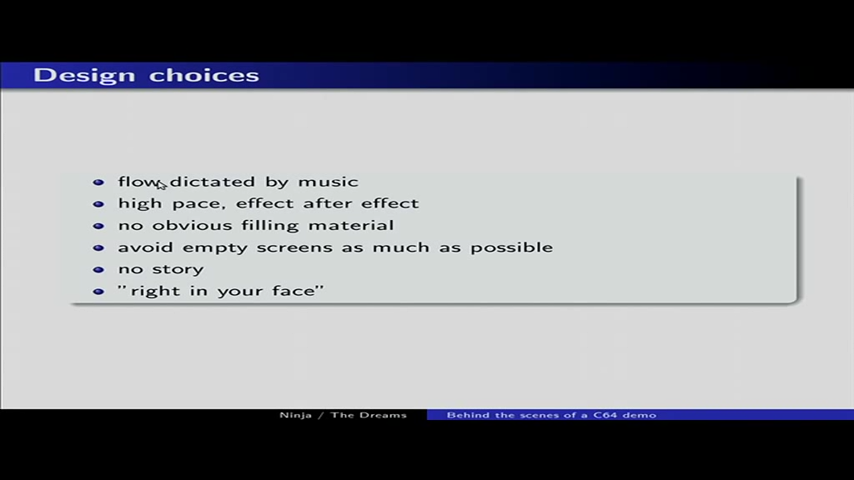 Design choices
flow dictated by music
high pace, effect after effect
no obvious filling material
avoid empty screens as much as possible
no story
"right in your face"
Ninja / The Dreams Behind the scenes of a C64 demo